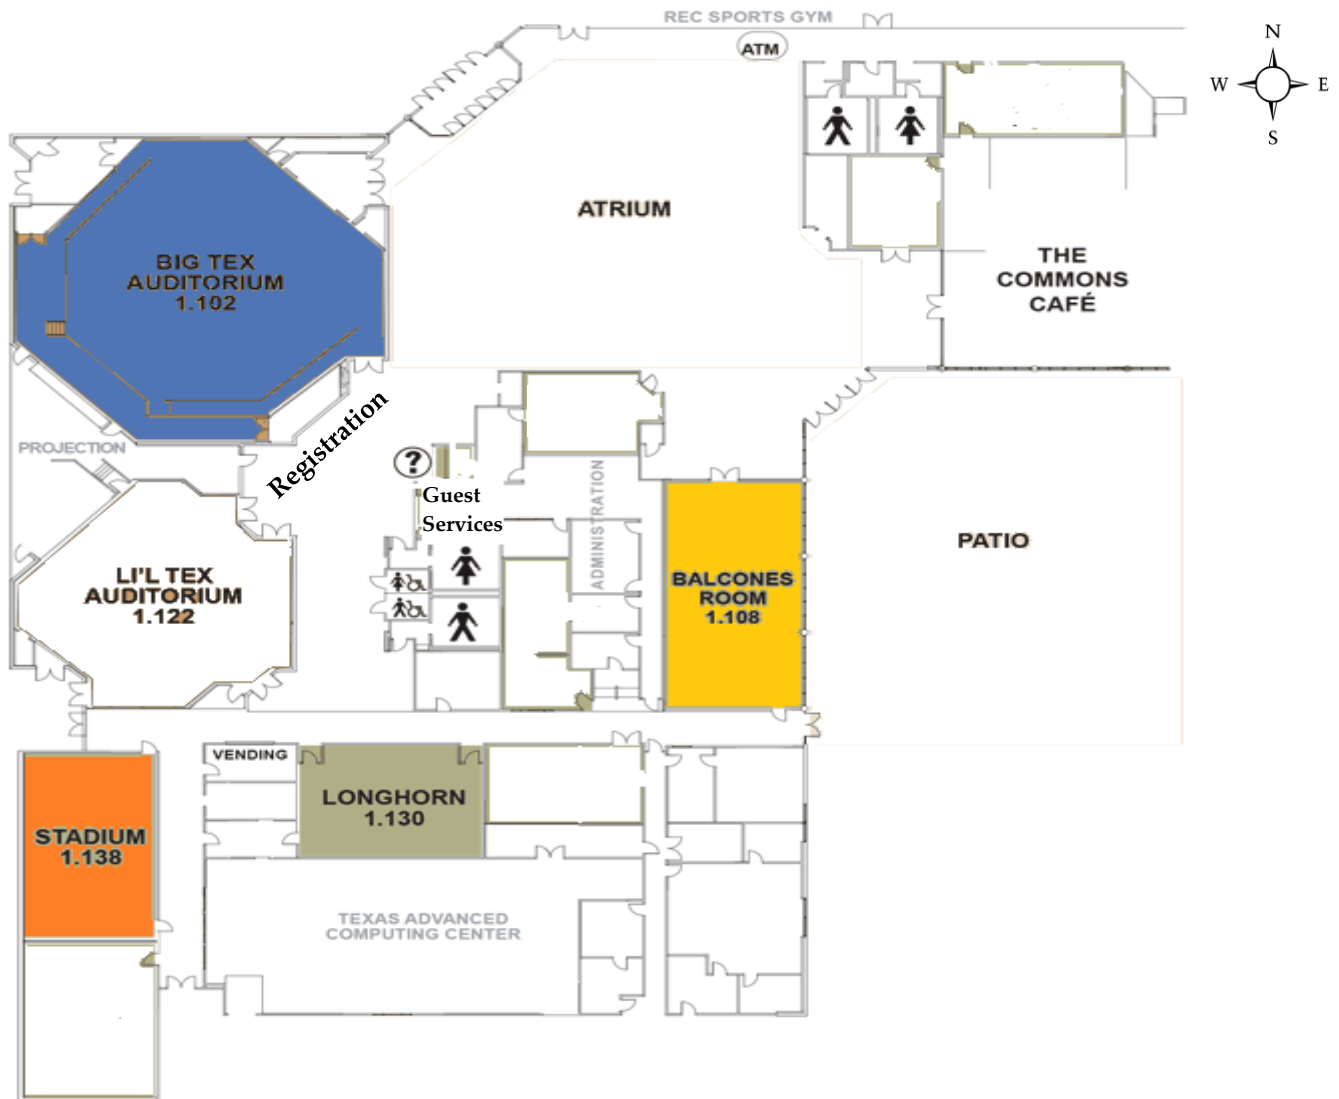 REC SPORTS GYM
ATM
N
W
E
S
ATRIUM
BIG TEX
AUDITORIUM
1.102
THE
COMMONS
CAFÉ
Registration
PROJECTION
?
Guest
Services
ADMINISTRATION
PATIO
LI'L TEX
AUDITORIUM
1.122
BALCONES
ROOM
1.108
VENDING
LONGHORN
1.130
STADIUM
1.138
TEXAS ADVANCED
COMPUTING CENTER